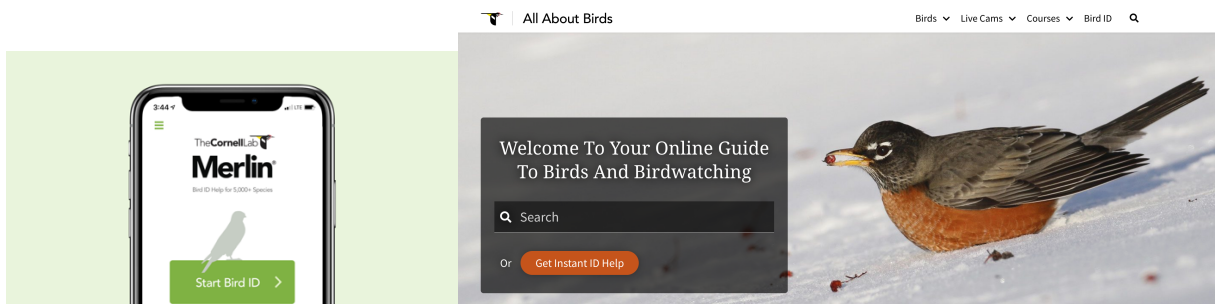 3:44
LTE
TheCornellLab
Merlin®
Bird ID Help for 5,000+ Species
Start Bird ID
All About Birds
Birds
Live Cams
Courses
Bird ID
Welcome To Your Online Guide
To Birds And Birdwatching
Search
Or
Get Instant ID Help